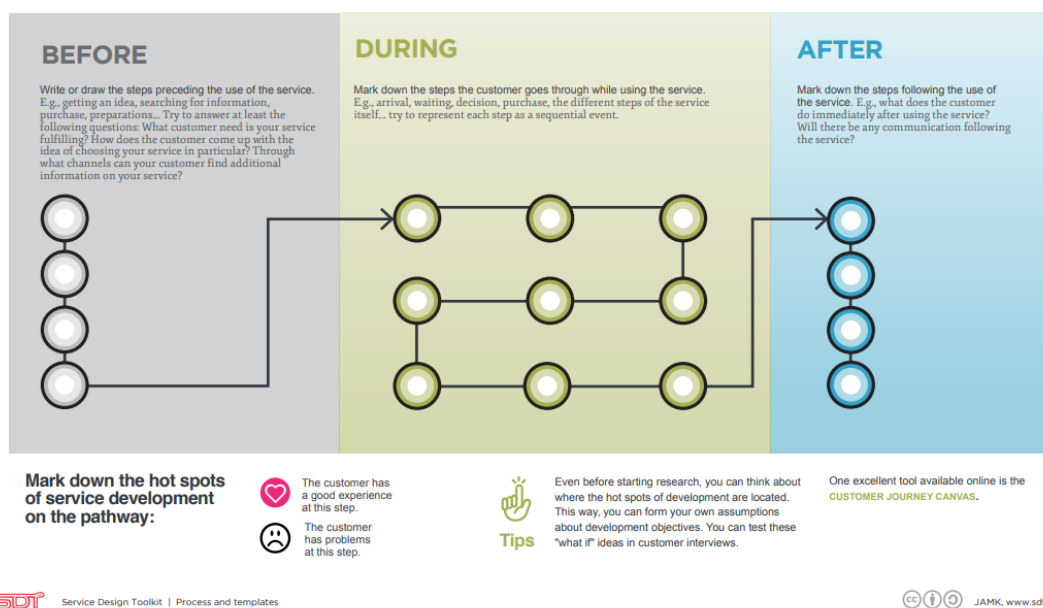 BEFORE
Write or draw the steps preceding the use of the service.
E.g., getting an idea, searching for information,
purchase, preparations... Try to answer at least the
following questions: What customer need is your service
fulfilling? How does the customer come up with the
idea of choosing your service in particular? Through
what channels can your customer find additional
information on your service?
DURING
Mark down the steps the customer goes through while using the service.
E.g., arrival, waiting, decision, purchase, the different steps of the service
itself... try to represent each step as a sequential event.
AFTER
Mark down the steps following the use of
the service. E.g., what does the customer
do immediately after using the service?
Will there be any communication following
the service?
Mark down the hot spots
of service development
on the pathway:
The customer has
a good experience
at this step.
The customer
has problems
at this step.
Tips
Even before starting research, you can think about
where the hot spots of development are located.
This way, you can form your own assumptions
about development objectives. You can test these
"what if" ideas in customer interviews.
One excellent tool available online is the
CUSTOMER JOURNEY CANVAS.
SDT
Service Design Toolkit | Process and templates
cc
JAMK, www.sd